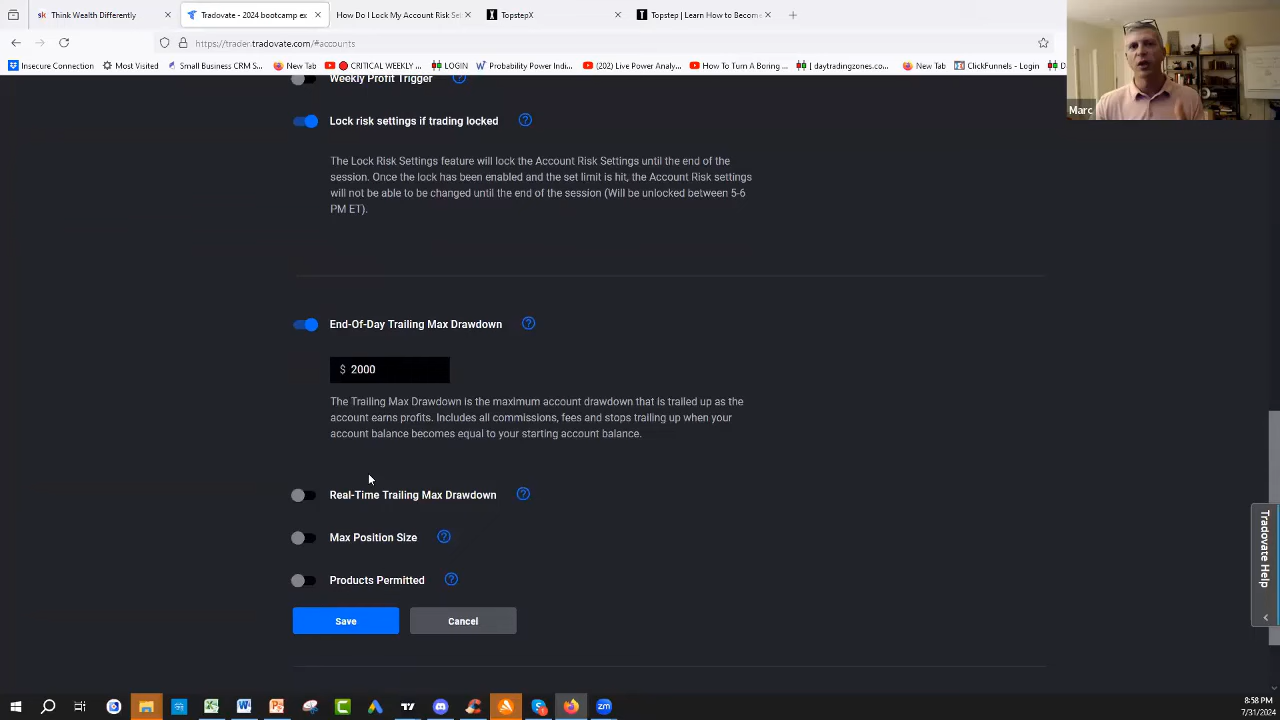 Think Wealth Differently
Tradovate - 2024 bootcamp ex
How Do I Lock My Account Risk Se
TopstepX
Topstep | Learn How to Become
https://trader.tradovate.com/#accounts
Insecure Connection
Most Visited
Small Business CRM S...
New Tab
CRITICAL WEEKLY ...
Probability Power Indi...
(202) Live Power Analy...
How To Turn A Boring ...
[ daytradingzones.co...
New Tab
ClickFunnels - Login
Marc
Weekly Profit Trigger
Lock risk settings if trading locked
The Lock Risk Settings feature will lock the Account Risk Settings until the end of the
session. Once the lock has been enabled and the set limit is hit, the Account Risk settings
will not be able to be changed until the end of the session (Will be unlocked between 5-6
PM ET).
End-Of-Day Trailing Max Drawdown
$ 2000
The Trailing Max Drawdown is the maximum account drawdown that is trailed up as the
account earns profits. Includes all commissions, fees and stops trailing up when your
account balance becomes equal to your starting account balance.
Real-Time Trailing Max Drawdown
Max Position Size
Products Permitted
Save
Cancel
Tradovate Help
8:58 PM
7/31/2024